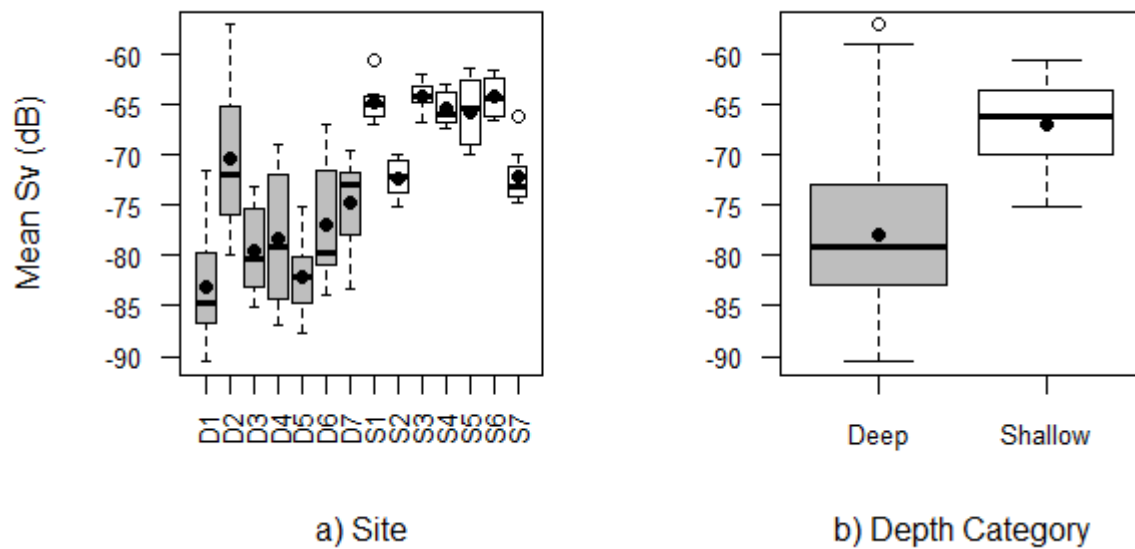 Mean Sv (dB)
-60
-65
-70
-75
-80
-85
-90
D1
D2
D3
D4
D5
D6
D7
S1
S2
S3
S4
S5
S6
S7
a) Site
-60
-65
-70
-75
-80
-85
-90
Deep
Shallow
b) Depth Category